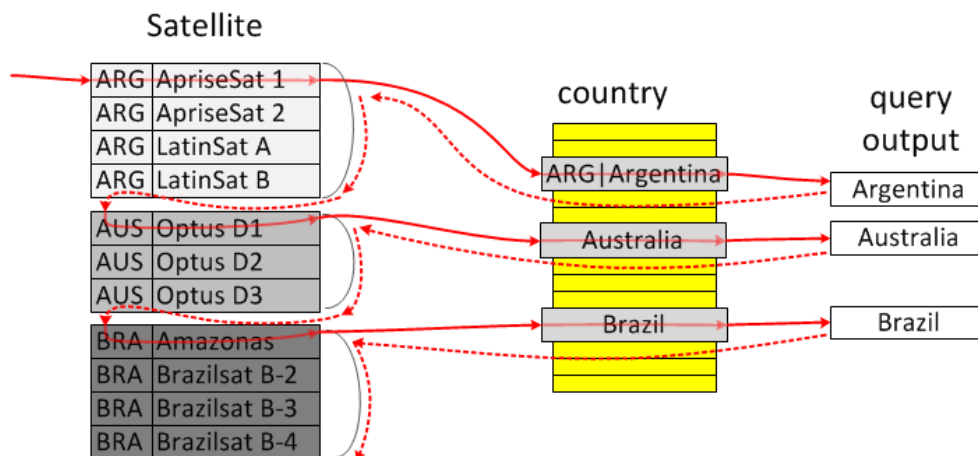 Satellite
country
query
output
ARG ApriseSat 1
ARG ApriseSat 2
ARG LatinSat A
ARG LatinSat B
AUS Optus D1
AUS Optus D2
AUS Optus D3
BRA Amazonas
BRA Brazilsat B-2
BRA Brazilsat B-3
BRA Brazilsat B-4
ARG|Argentina
Australia
Brazil
Argentina
Australia
Brazil